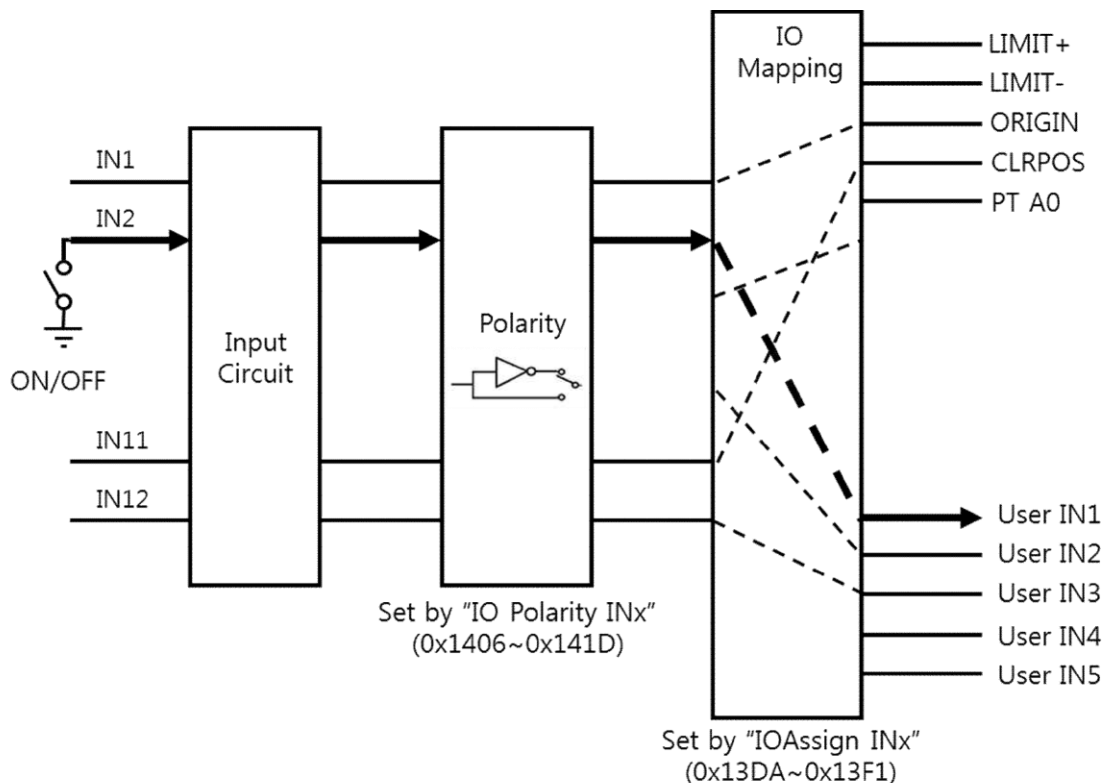 IO
Mapping
LIMIT+
LIMIT-
ORIGIN
CLRPOS
PT A0
IN1
IN2
ON/OFF
IN11
IN12
Input
Circuit
Polarity
Set by "IO Polarity INx"
(0x1406~0x141D)
User IN1
User IN2
User IN3
User IN4
User IN5
Set by "IOAssign INx"
(0x13DA~0x13F1)